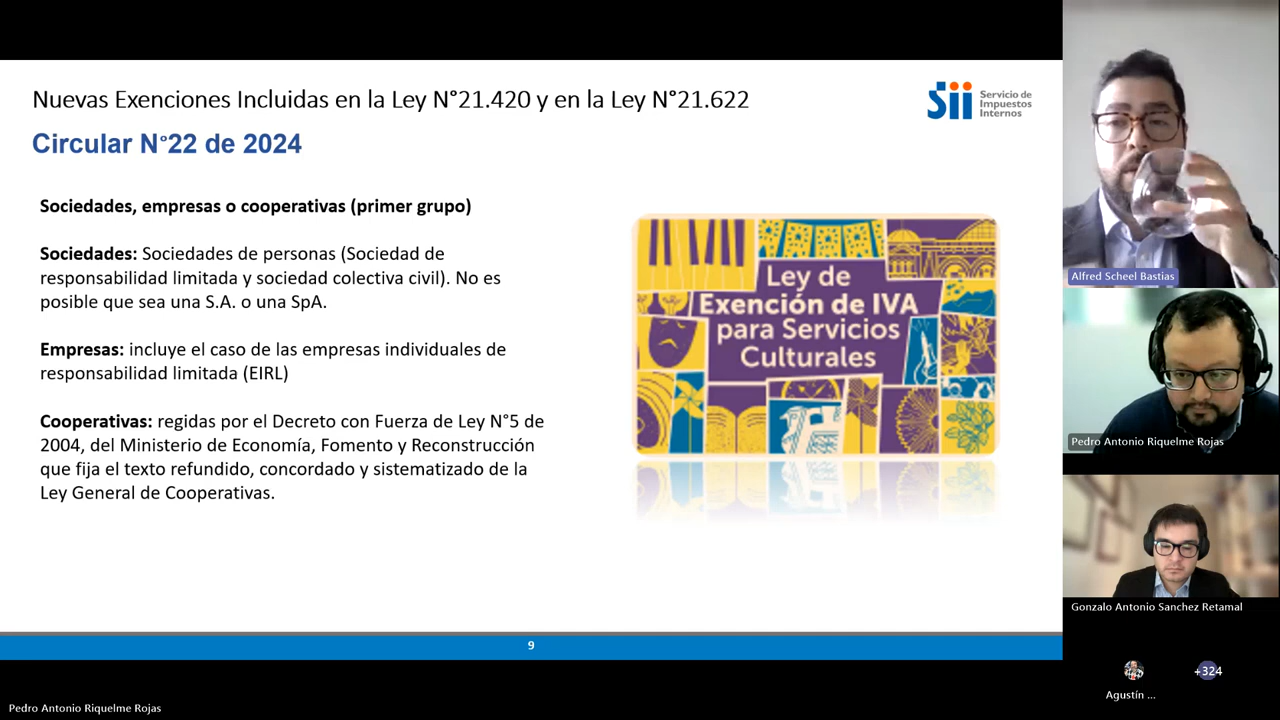 Nuevas Exenciones Incluidas en la Ley N°21.420 y en la Ley N°21.622
Circular N°22 de 2024
Sii Servicio de
Impuestos
Internos
Sociedades, empresas o cooperativas (primer grupo)
Sociedades: Sociedades de personas (Sociedad de
responsabilidad limitada y sociedad colectiva civil). No es
posible que sea una S.A. o una SpA.
Empresas: incluye el caso de las empresas individuales de
responsabilidad limitada (EIRL)
Cooperativas: regidas por el Decreto con Fuerza de Ley N°5 de
2004, del Ministerio de Economía, Fomento y Reconstrucción
que fija el texto refundido, concordado y sistematizado de la
Ley General de Cooperativas.
Ley de
Exención de IVA
para Servicios
Culturales
9
Alfred Scheel Bastias
Pedro Antonio Riquelme Rojas
Gonzalo Antonio Sanchez Retamal
+324
Agustín ...
Pedro Antonio Riquelme Rojas